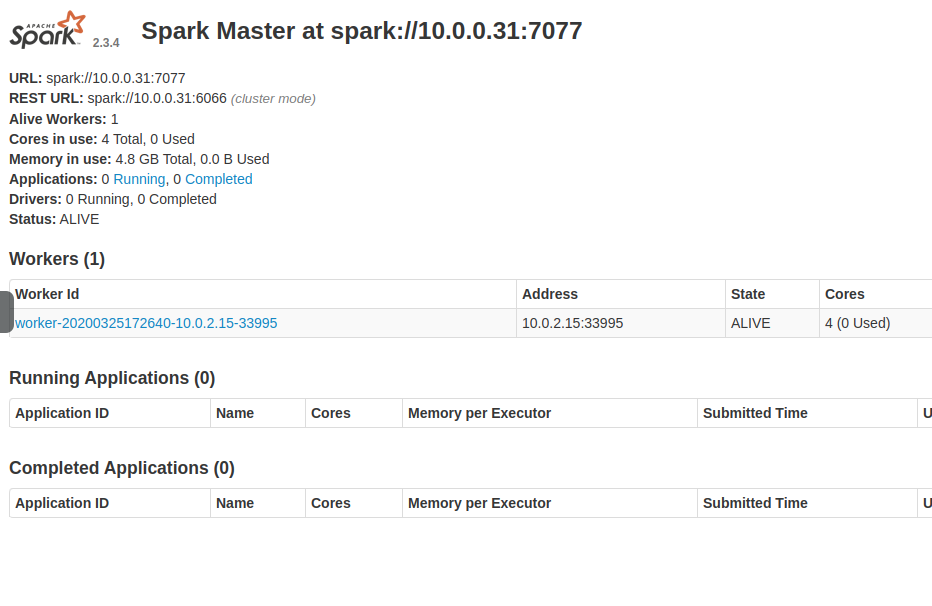 APACHE
Spark 2.3.4 Spark Master at spark://10.0.0.31:7077
URL: spark://10.0.0.31:7077
REST URL: spark://10.0.0.31:6066 (cluster mode)
Alive Workers: 1
Cores in use: 4 Total, 0 Used
Memory in use: 4.8 GB Total, 0.0 B Used
Applications: 0 Running, 0 Completed
Drivers: 0 Running, 0 Completed
Status: ALIVE
Workers (1)
Worker Id Address State Cores
worker-20200325172640-10.0.2.15-33995 10.0.2.15:33995 ALIVE 4 (0 Used)
Running Applications (0)
Application ID Name Cores Memory per Executor Submitted Time U
Completed Applications (0)
Application ID Name Cores Memory per Executor Submitted Time U